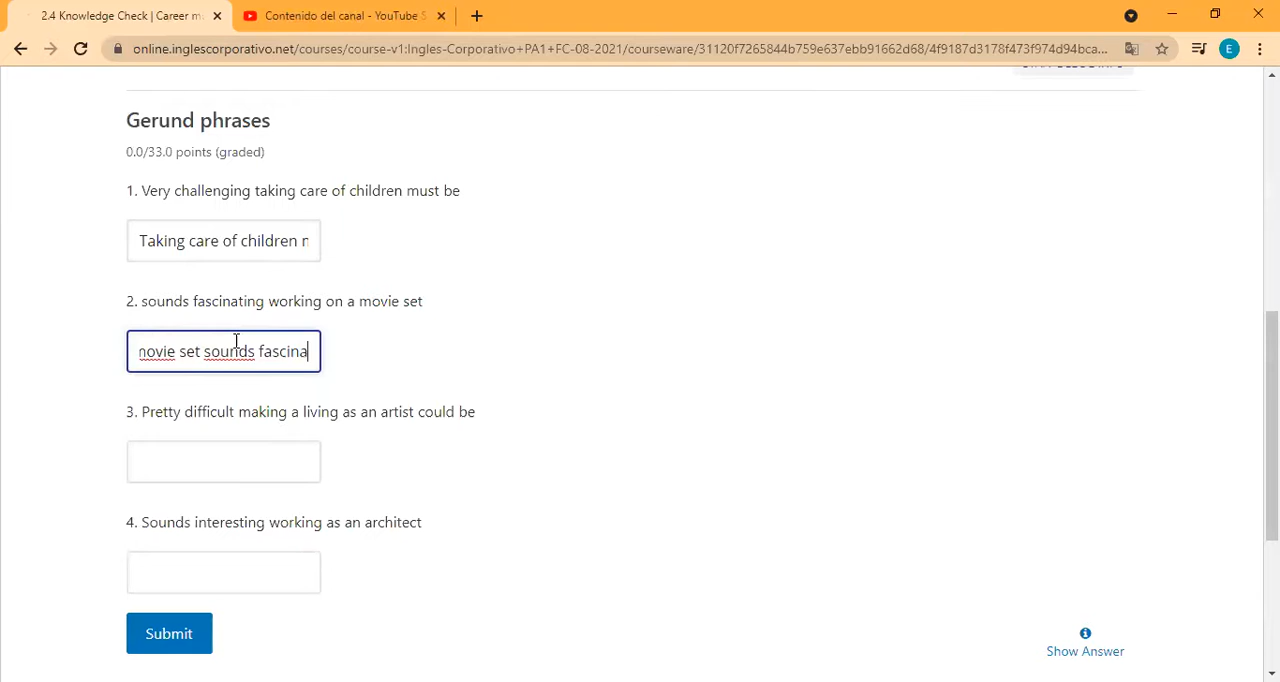 2.4 Knowledge Check | Career m
Contenido del canal - YouTube S
online.inglescorporativo.net/courses/course-v1:Ingles-Corporativo+PA1+FC-08-2021/courseware/31120f7265844b759e637ebb91662d68/4f9187d3178f473f974d94bca...
E
Gerund phrases
0.0/33.0 points (graded)
1. Very challenging taking care of children must be
Taking care of children
2. sounds fascinating working on a movie set
movie set sounds fascina
3. Pretty difficult making a living as an artist could be
4. Sounds interesting working as an architect
Submit
Show Answer